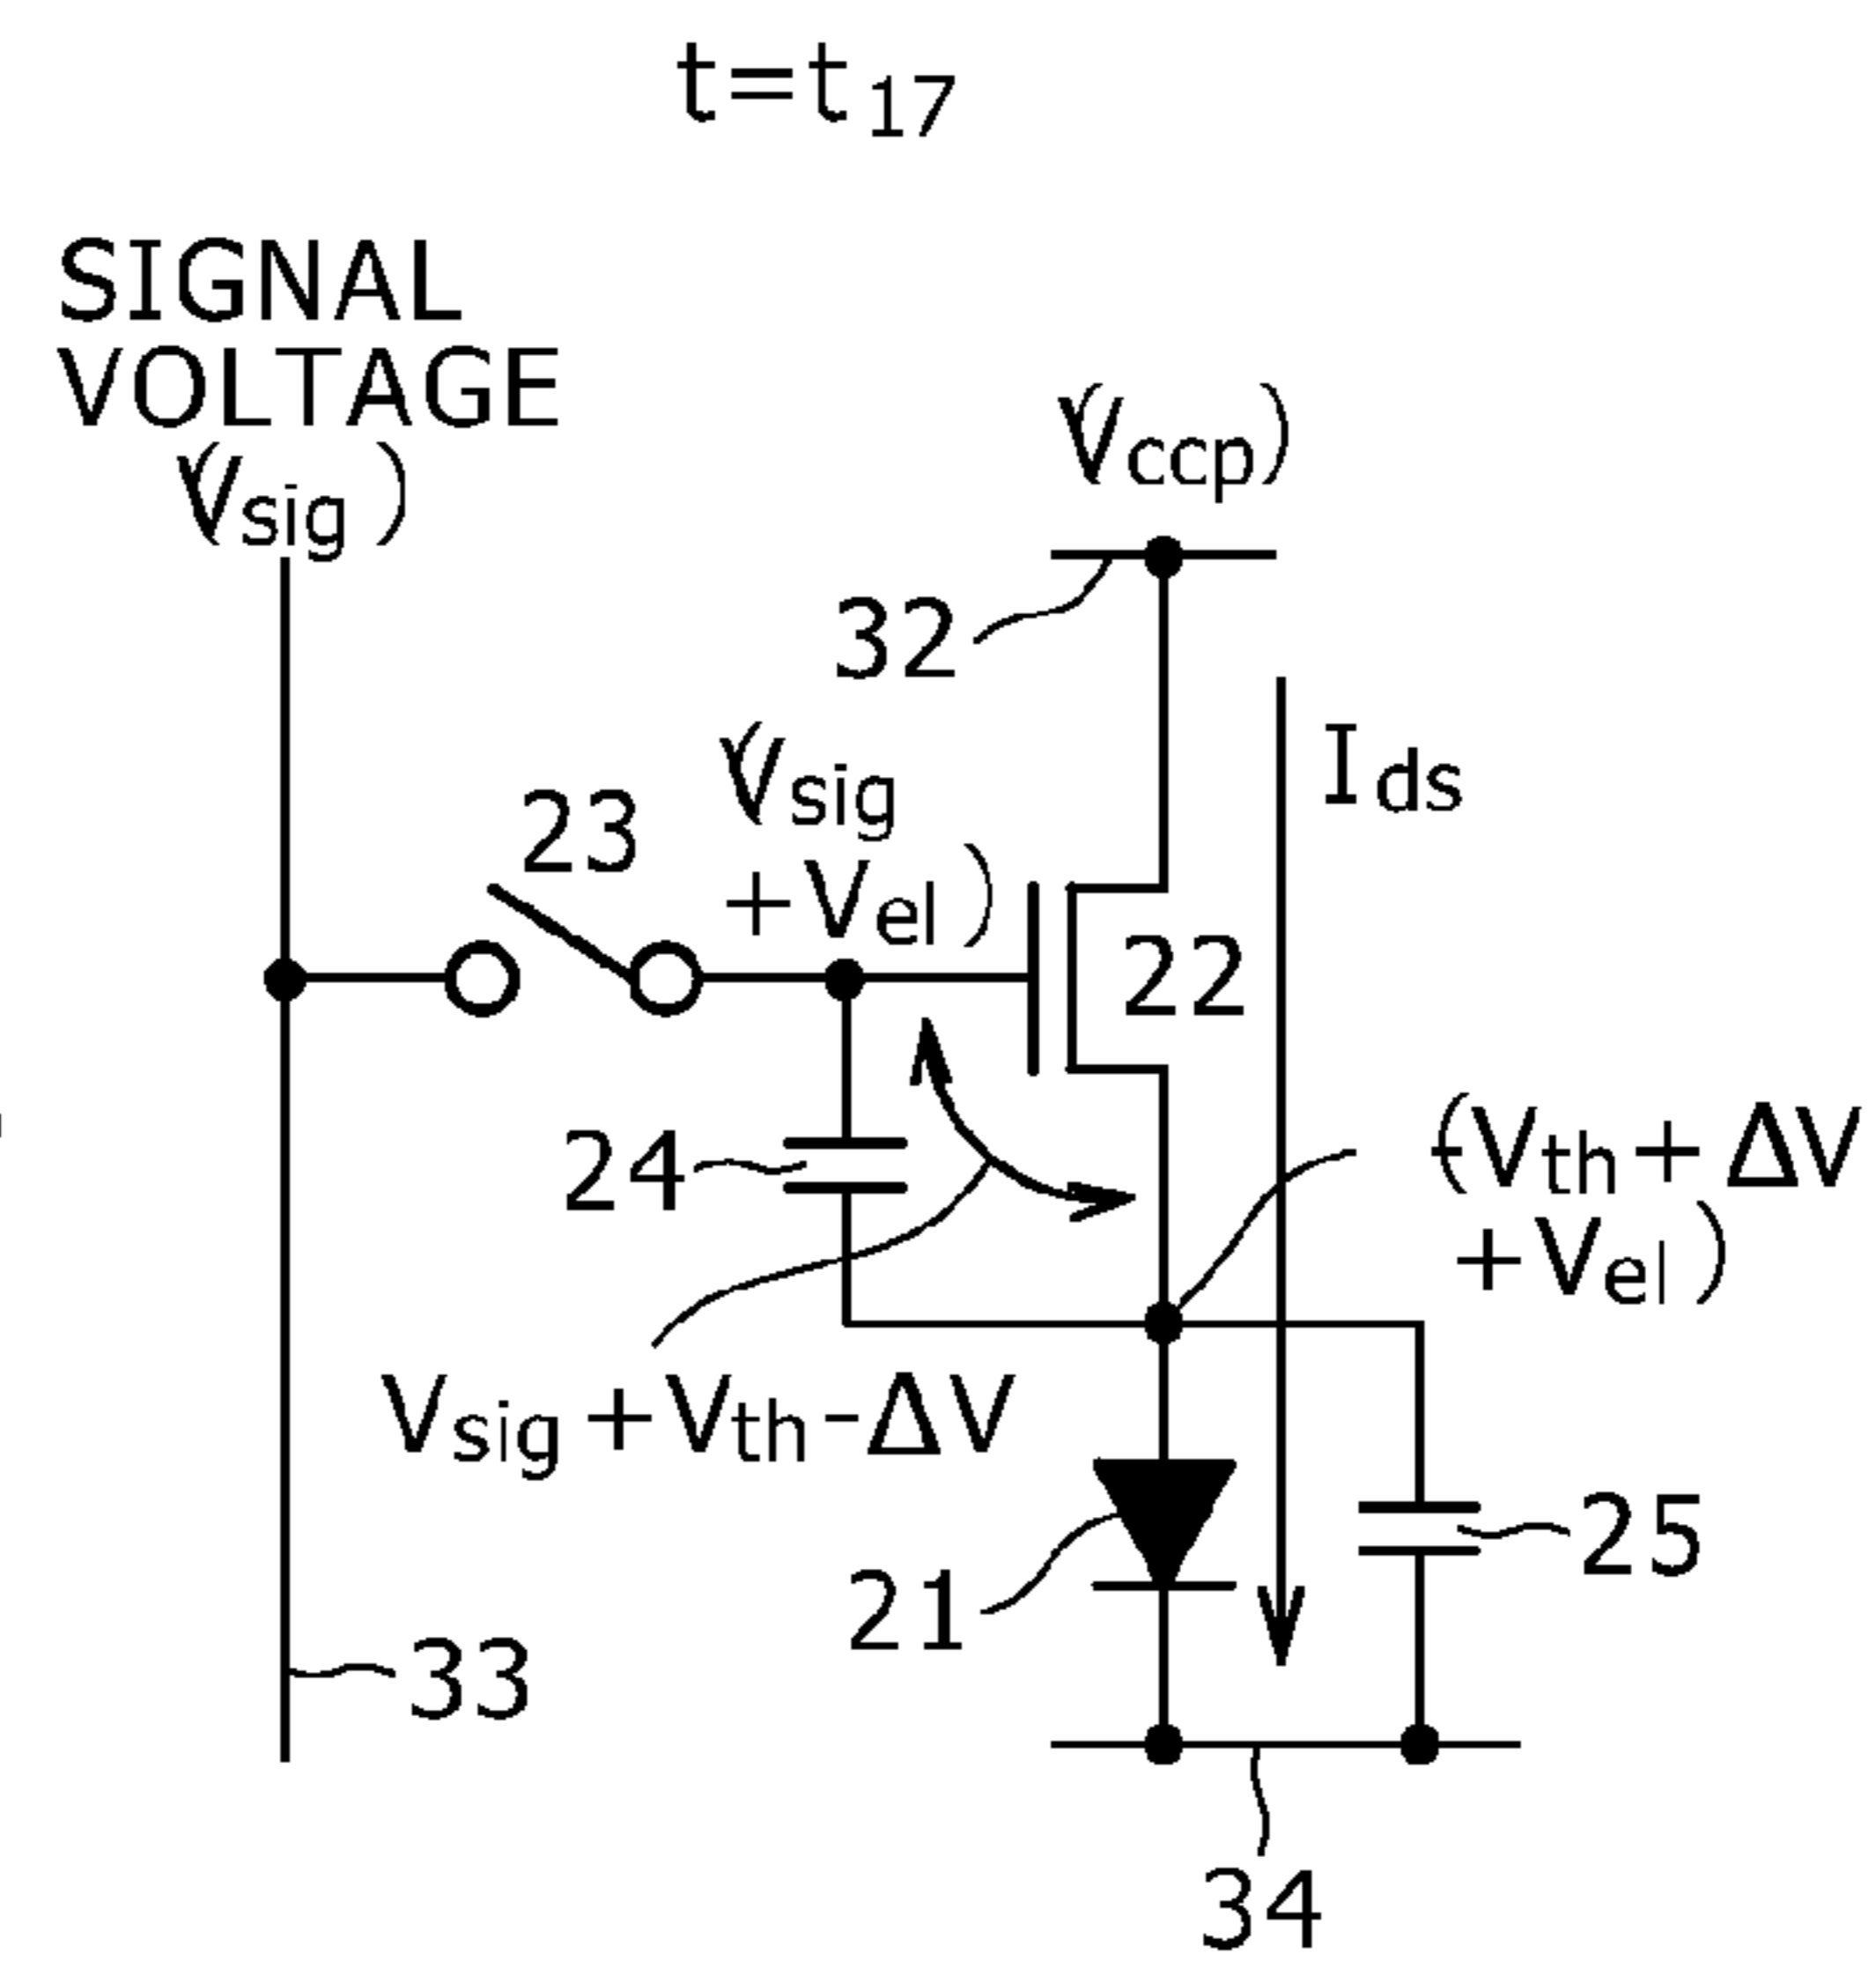 t=t17
SIGNAL
VOLTAGE
(Vsig)
(Vccp)
32
Ids
(Vsig
+Vel)
23
22
24
(-Vth+ΔV
+Vel)
Vsig+Vth-ΔV
21
25
33
34